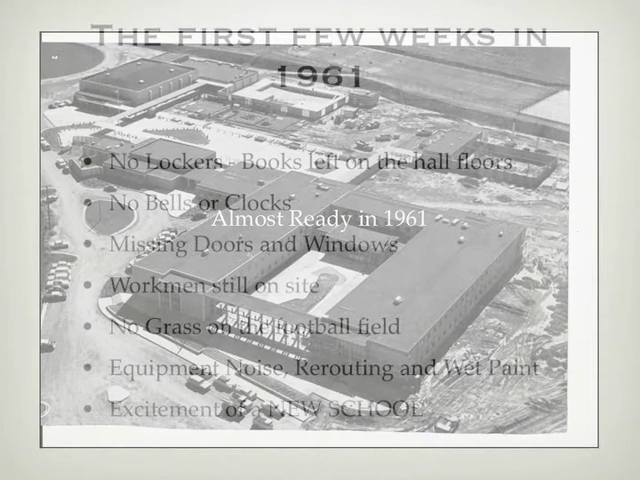 THE FIRST FEW WEEKS IN
1961
• No Lockers - Books left on the hall floors
• No Bells or Clocks
Almost Ready in 1961
• Missing Doors and Windows
• Workmen still on site
• No Grass on the football field
• Equipment Noise, Rerouting and Wet Paint
• Excitement of a NEW SCHOOL